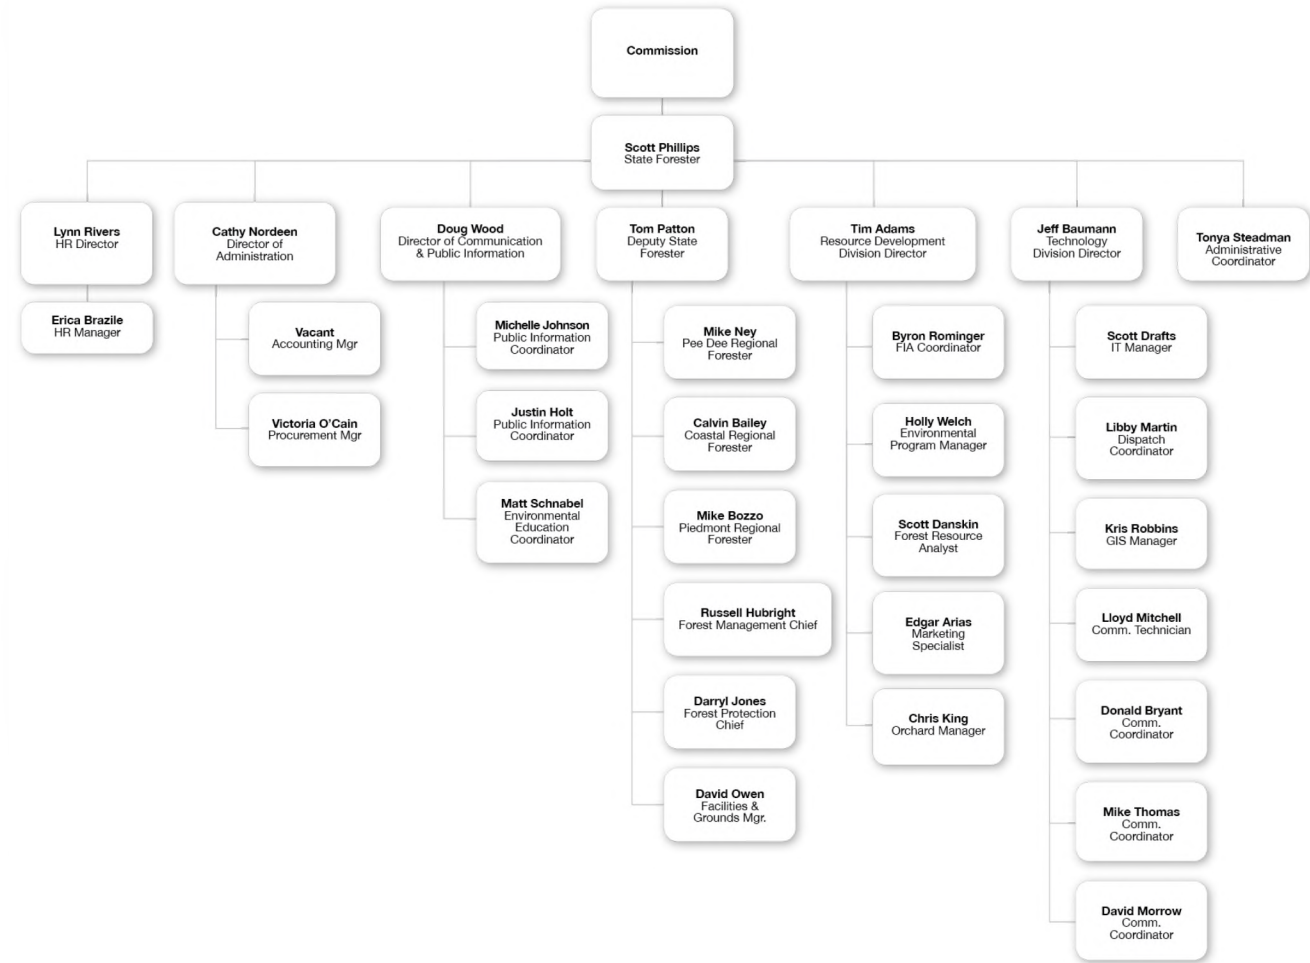 Commission
Scott Phillips
State Forester
Lynn Rivers
HR Director
Erica Brazile
HR Manager
Cathy Nordeen
Director of
Administration
Vacant
Accounting Mgr
Victoria O'Cain
Procurement Mgr
Doug Wood
Director of Communication
& Public Information
Michelle Johnson
Public Information
Coordinator
Justin Holt
Public Information
Coordinator
Matt Schnabel
Environmental
Education
Coordinator
Tom Patton
Deputy State
Forester
Mike Ney
Pee Dee Regional
Forester
Calvin Bailey
Coastal Regional
Forester
Mike Bozzo
Piedmont Regional
Forester
Russell Hubright
Forest Management Chief
Darryl Jones
Forest Protection
Chief
David Owen
Facilities &
Grounds Mgr.
Tim Adams
Resource Development
Division Director
Byron Rominger
FIA Coordinator
Holly Welch
Environmental
Program Manager
Scott Danskin
Forest Resource
Analyst
Edgar Arias
Marketing
Specialist
Chris King
Orchard Manager
Jeff Baumann
Technology
Division Director
Scott Drafts
IT Manager
Libby Martin
Dispatch
Coordinator
Kris Robbins
GIS Manager
Lloyd Mitchell
Comm. Technician
Donald Bryant
Comm.
Coordinator
Mike Thomas
Comm.
Coordinator
David Morrow
Comm.
Coordinator
Tonya Steadman
Administrative
Coordinator